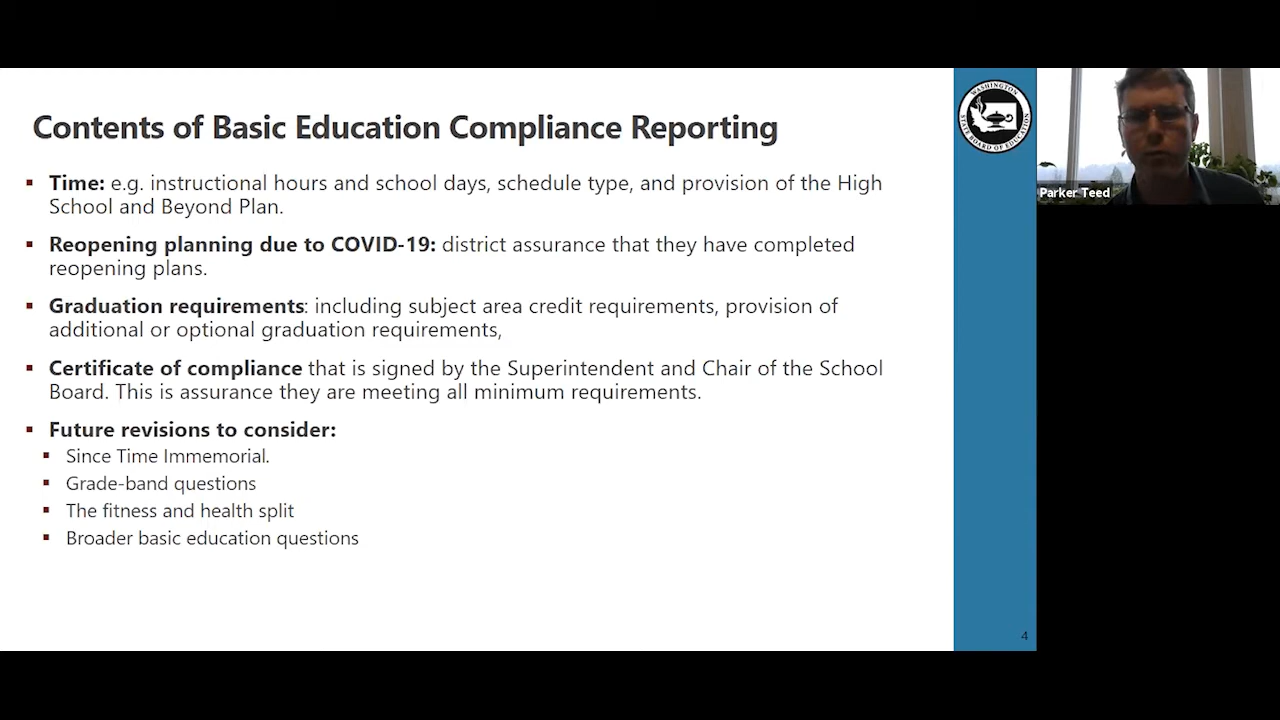 Contents of Basic Education Compliance Reporting
Time: e.g. instructional hours and school days, schedule type, and provision of the High
School and Beyond Plan.
Reopening planning due to COVID-19: district assurance that they have completed
reopening plans.
Graduation requirements: including subject area credit requirements, provision of
additional or optional graduation requirements,
Certificate of compliance that is signed by the Superintendent and Chair of the School
Board. This is assurance they are meeting all minimum requirements.
Future revisions to consider:
Since Time Immemorial.
Grade-band questions
The fitness and health split
Broader basic education questions
WASHINGTON
STATE BOARD OF EDUCATION
4
Parker Teed